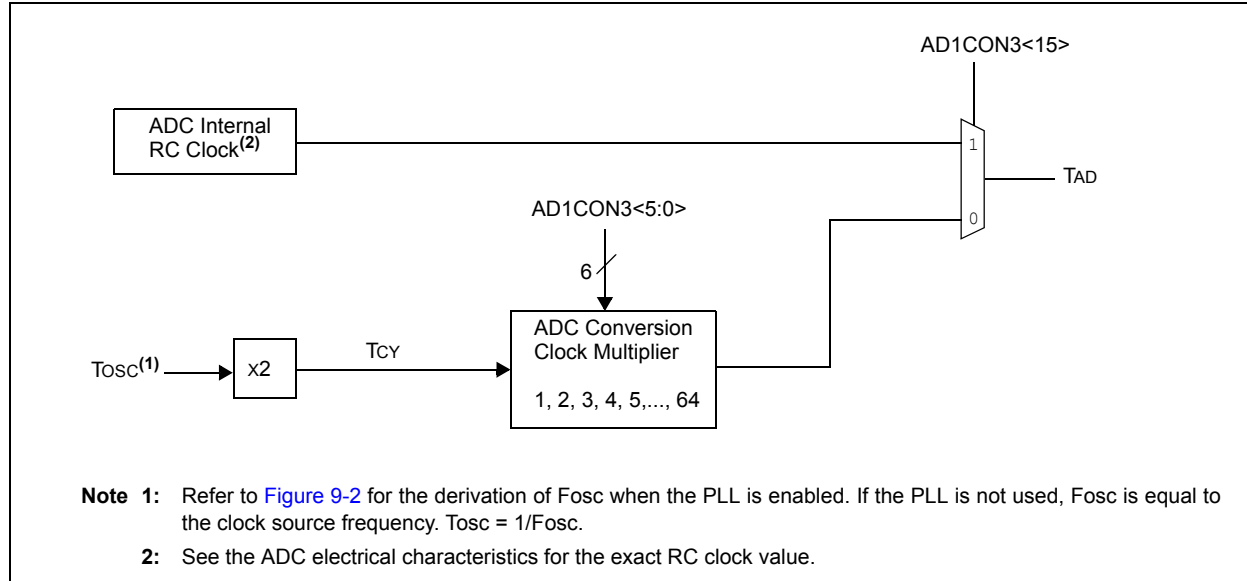 AD1CON3<15>
ADC Internal
RC Clock(2)
1
TAD
AD1CON3<5:0>
0
6
ADC Conversion
Clock Multiplier
TOSC(1)
X2
TCY
1, 2, 3, 4, 5,..., 64
Note 1: Refer to Figure 9-2 for the derivation of Fosc when the PLL is enabled. If the PLL is not used, Fosc is equal to
the clock source frequency. Tosc = 1/Fosc.
2: See the ADC electrical characteristics for the exact RC clock value.